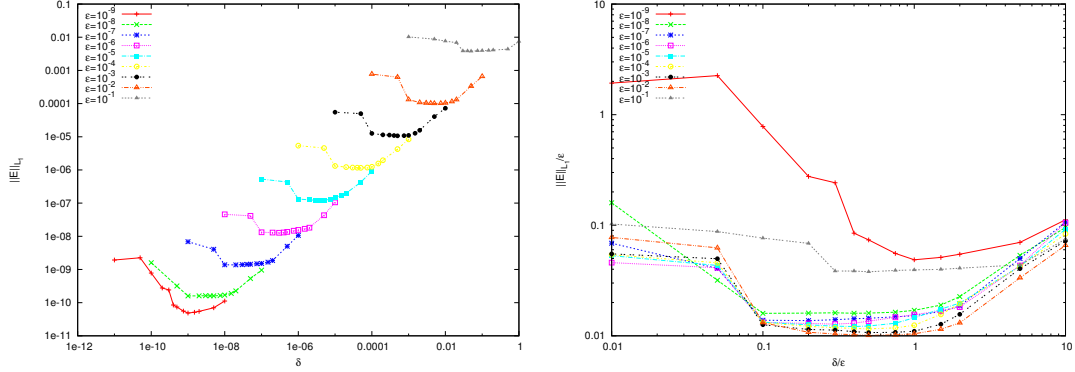 0.1
0.01
0.001
0.0001
1e-05
1e-06
1e-07
1e-08
1e-09
1e-10
1e-11
1e-12
1e-10
1e-08
1e-06
0.0001
0.01
1
||E||L1
δ
ε=10-9
ε=10-8
ε=10-7
ε=10-6
ε=10-5
ε=10-4
ε=10-3
ε=10-2
ε=10-1
10
1
0.1
0.01
0.01
0.1
1
10
||E||L1/ε
δ/ε
ε=10-9
ε=10-8
ε=10-7
ε=10-6
ε=10-5
ε=10-4
ε=10-3
ε=10-2
ε=10-1